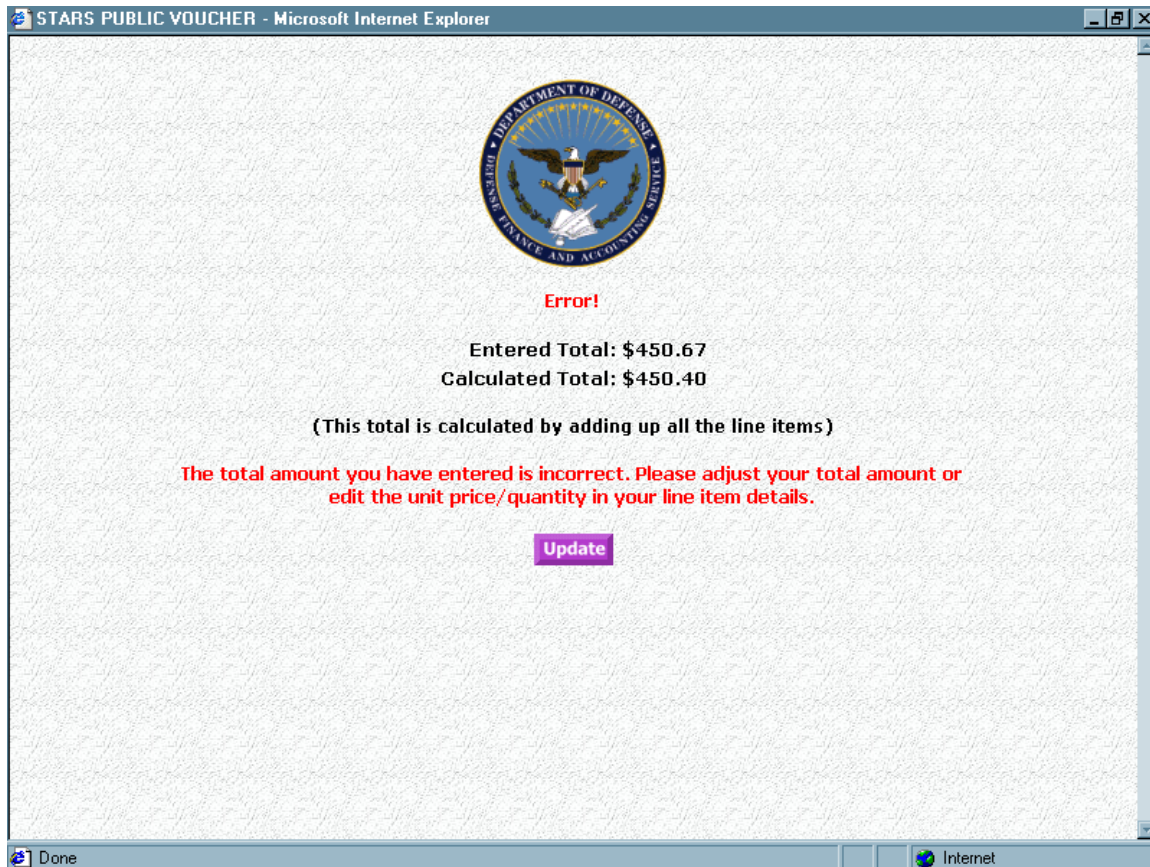 STARS PUBLIC VOUCHER - Microsoft Internet Explorer
DEPARTMENT OF DEFENSE
DEFENSE FINANCE AND ACCOUNTING SERVICE
Error!
Entered Total: $450.67
Calculated Total: $450.40
(This total is calculated by adding up all the line items)
The total amount you have entered is incorrect. Please adjust your total amount or
edit the unit price/quantity in your line item details.
Update
Done
Internet